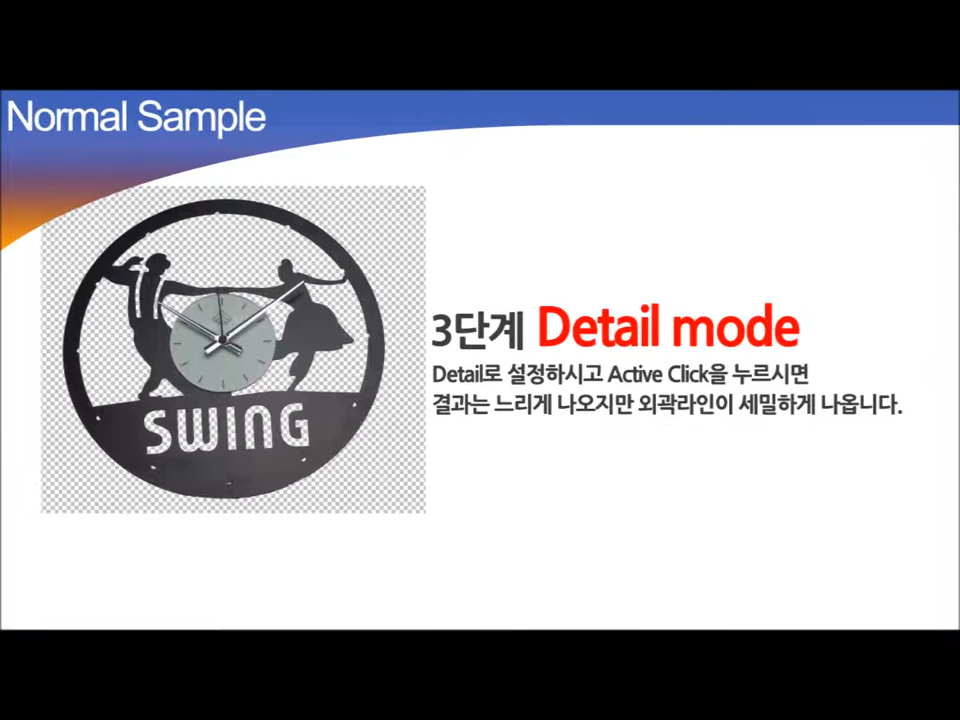 Normal Sample
SWING
3단계 Detail mode
Detail로 설정하시고 Active Click을 누르시면
결과는 느리게 나오지만 외곽라인이 세밀하게 나옵니다.